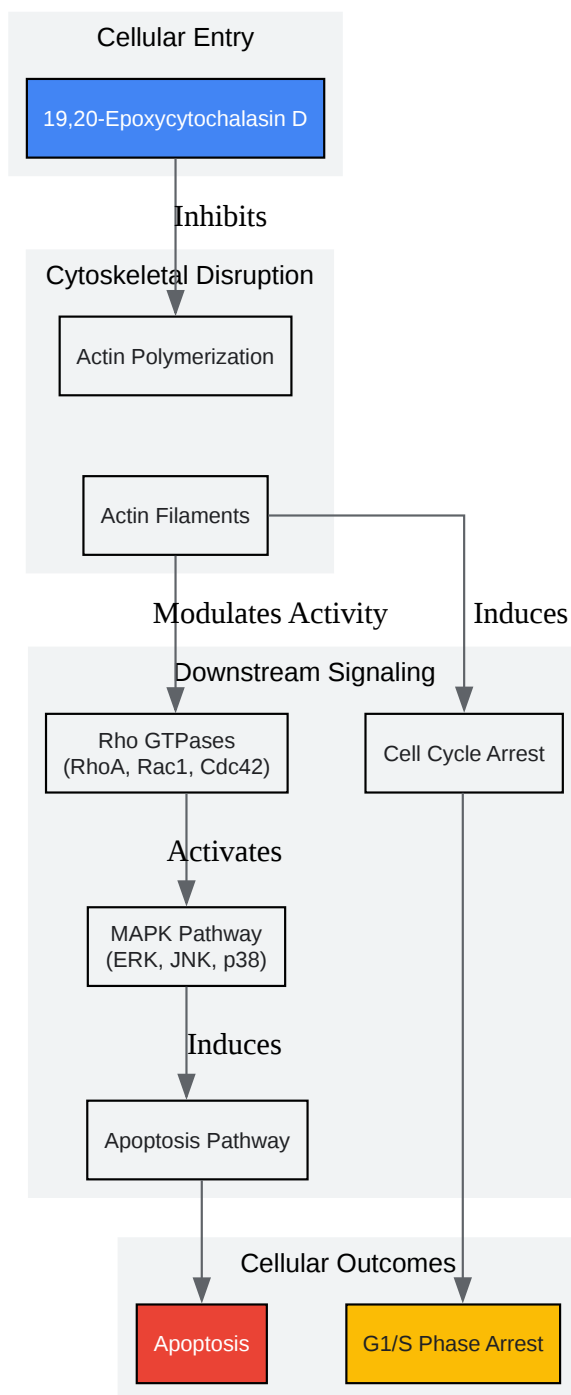 Cellular Entry
19,20-Epoxycytochalasin D
Inhibits
Cytoskeletal Disruption
Actin Polymerization
Actin Filaments
Modulates Activity
Induces
Downstream Signaling
Rho GTPases
(RhoA, Rac1, Cdc42)
Cell Cycle Arrest
Activates
MAPK Pathway
(ERK, JNK, p38)
Induces
Apoptosis Pathway
Cellular Outcomes
Apoptosis
G1/S Phase Arrest